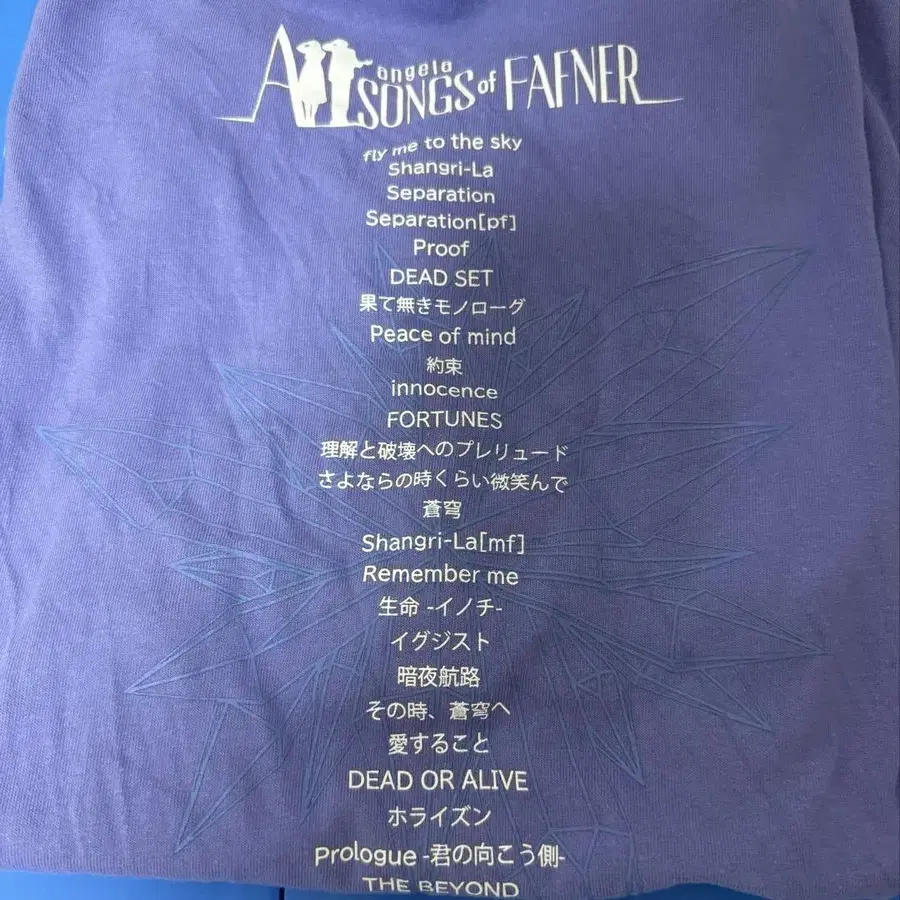 angela
ALL SONGS of FAFNER
fly me to the sky
Shangri-La
Separation
Separation[pf]
Proof
DEAD SET
果て無きモノローグ
Peace of mind
約束
innocence
FORTUNES
理解と破壊へのプレリュード
さよならの時くらい微笑んで
蒼穹
Shangri-La[mf]
Remember me
生命 -イノチ-
イグジスト
暗夜航路
その時、蒼穹へ
愛すること
DEAD OR ALIVE
ホライズン
Prologue -君の向こう側-
THE BEYOND